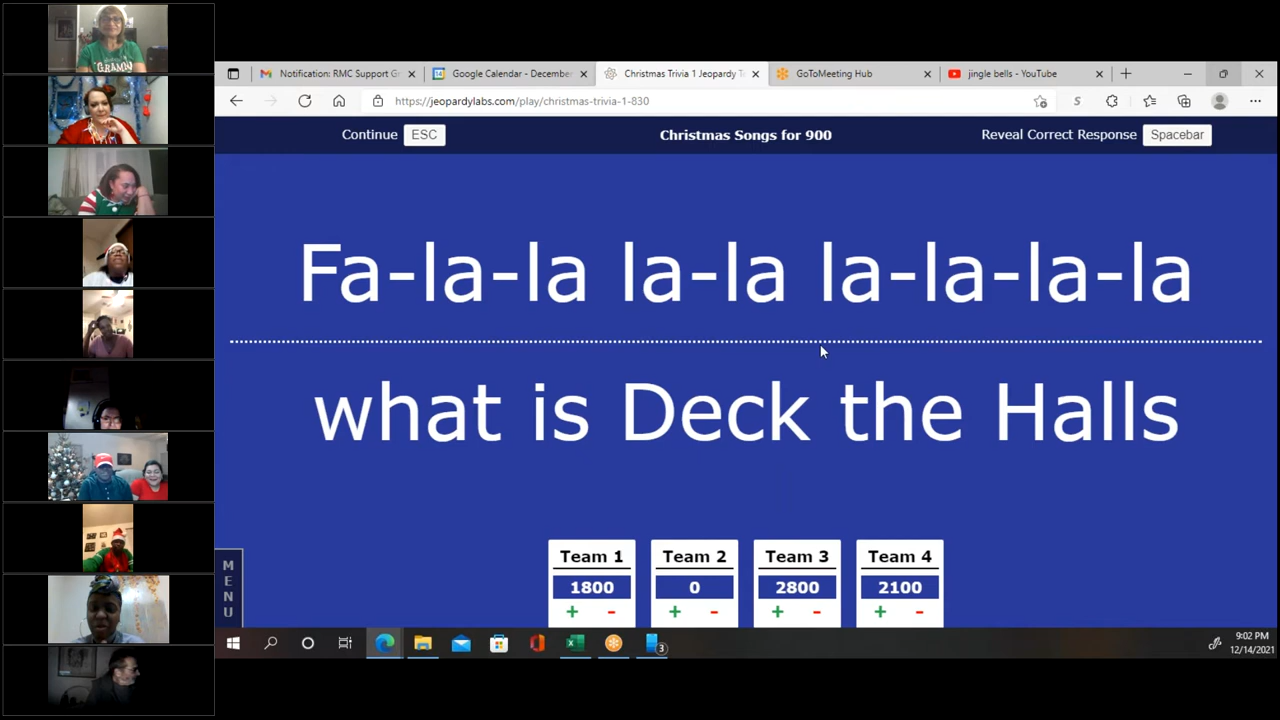 Notification: RMC Support Gr
Google Calendar - December
Christmas Trivia 1 Jeopardy T
GoToMeeting Hub
jingle bells - YouTube
https://jeopardylabs.com/play/christmas-trivia-1-830
Continue ESC
Christmas Songs for 900
Reveal Correct Response Spacebar
Fa-la-la la-la la-la-la-la
what is Deck the Halls
MENU
Team 1 Team 2 Team 3 Team 4
1800 0 2800 2100
+ - + - + - + -
3
9:02 PM
12/14/2021